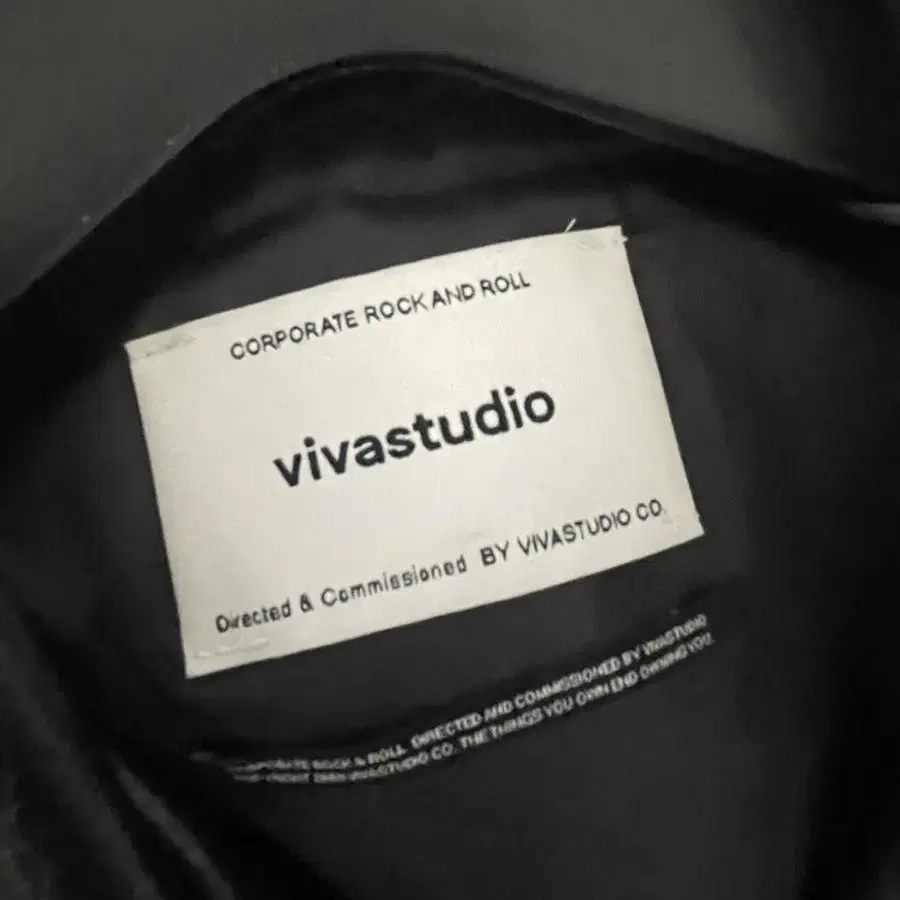 CORPORATE ROCK AND ROLL
vivastudio
Directed & Commissioned BY VIVASTUDIO CO.
ROCK & ROLL DIRECTED AND COMMISSIONED BY VIVASTUDIO
VIVASTUDIO CO. THE THINGS YOU OWN END OWNING YOU.